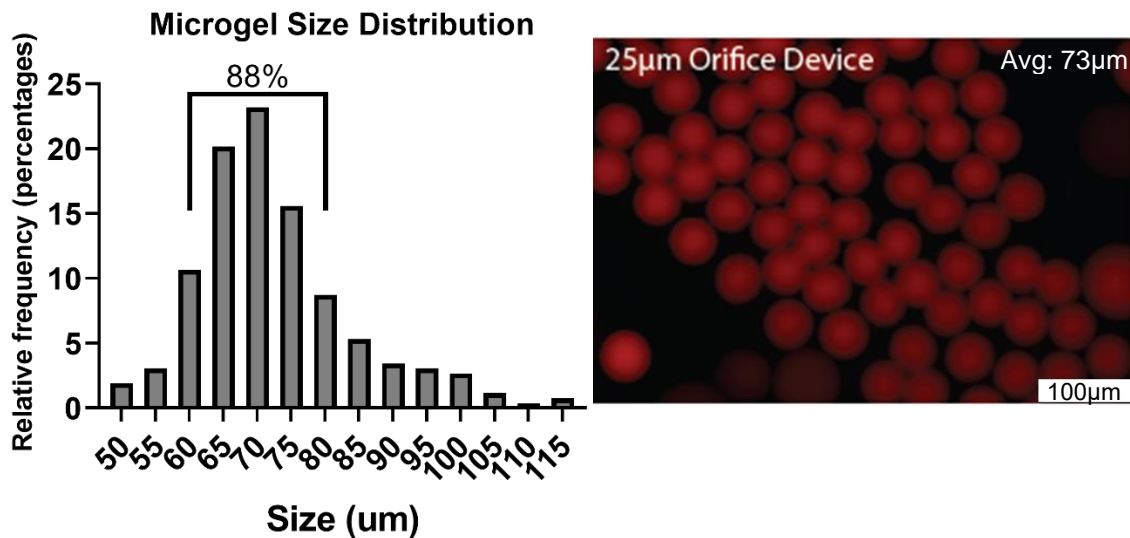 Microgel Size Distribution
Relative frequency (percentages)
88%
25
20
15
10
5
0
50 55 60 65 70 75 80 85 90 95 100 105 110 115
Size (um)
25µm Orifice Device
Avg: 73µm
100µm